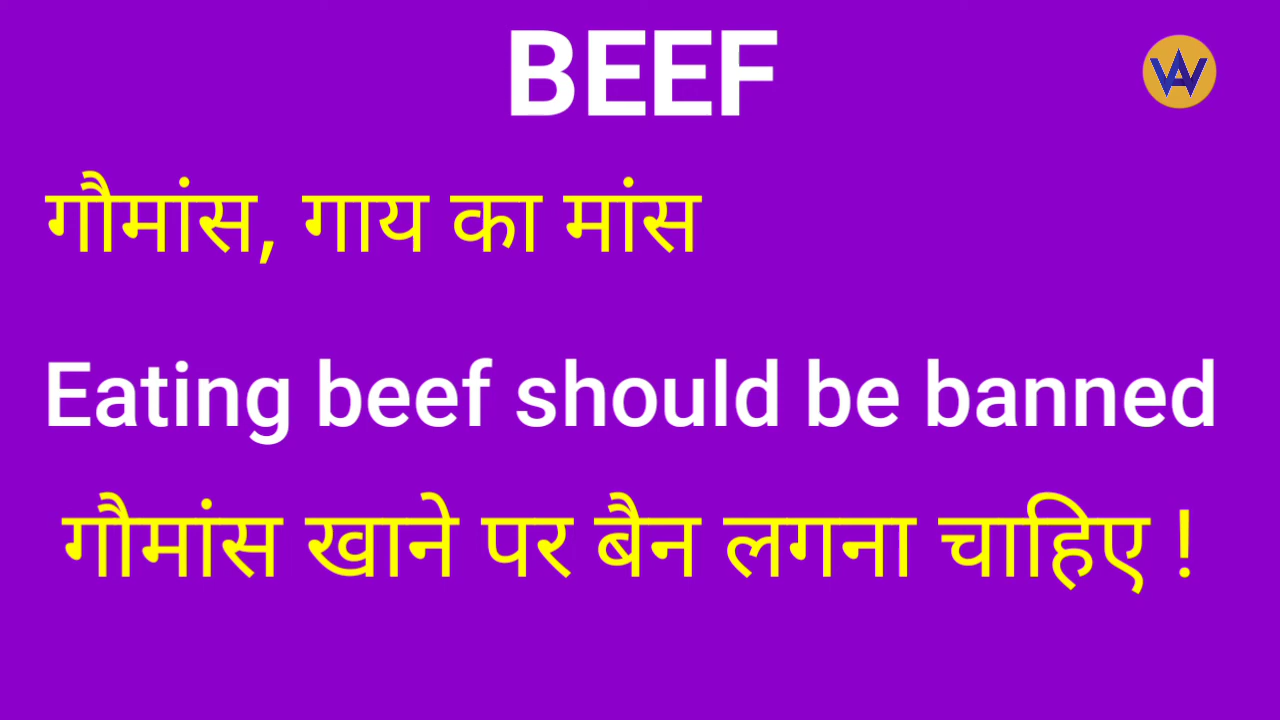 BEEF
गौमांस, गाय का मांस
Eating beef should be banned
गौमांस खाने पर बैन लगना चाहिए !